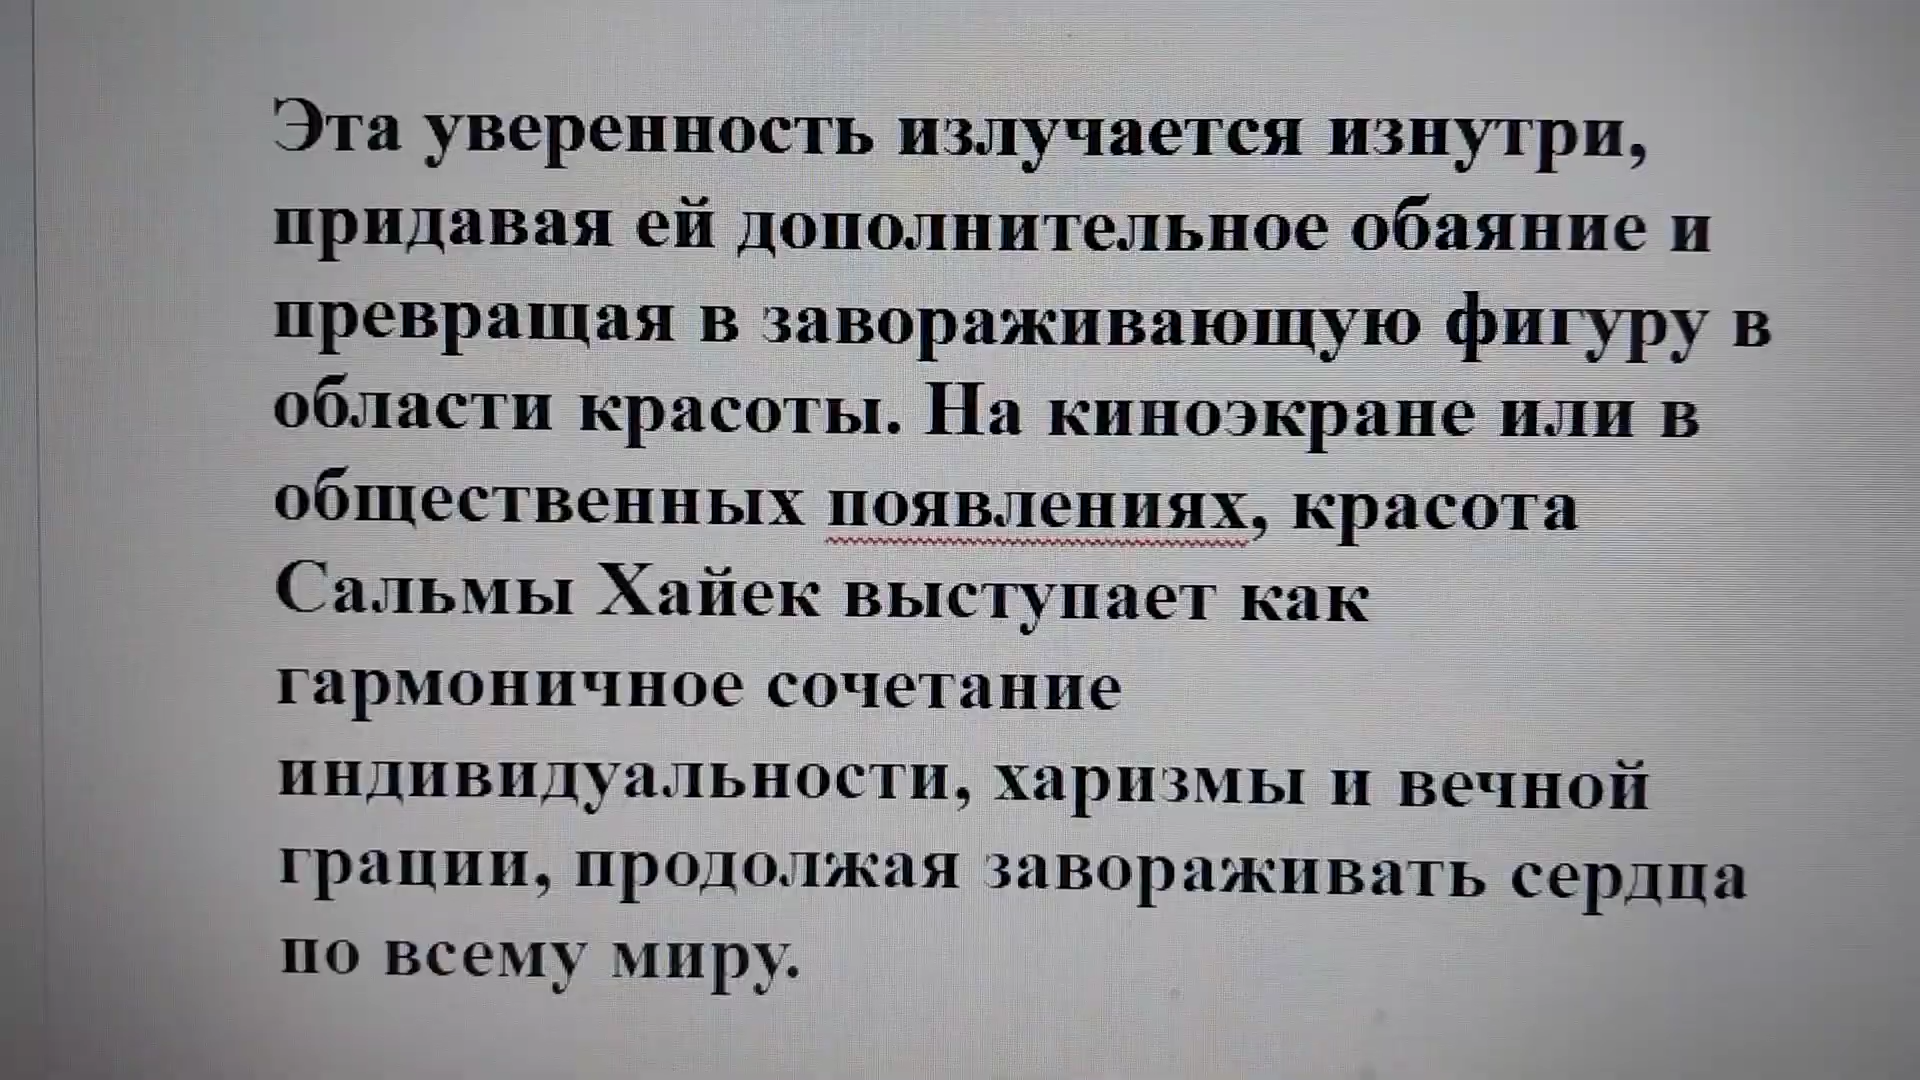 Эта уверенность излучается изнутри,
придавая ей дополнительное обаяние и
превращая в завораживающую фигуру в
области красоты. На киноэкране или в
общественных появлениях, красота
Сальмы Хайек выступает как
гармоничное сочетание
индивидуальности, харизмы и вечной
грации, продолжая завораживать сердца
по всему миру.